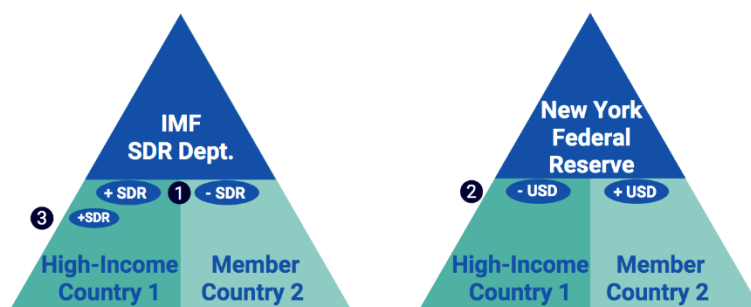 IMF
SDR Dept.
+ SDR
1
- SDR
3
+SDR
High-Income
Country 1
Member
Country 2
New York
Federal
Reserve
2
- USD
+ USD
High-Income
Country 1
Member
Country 2